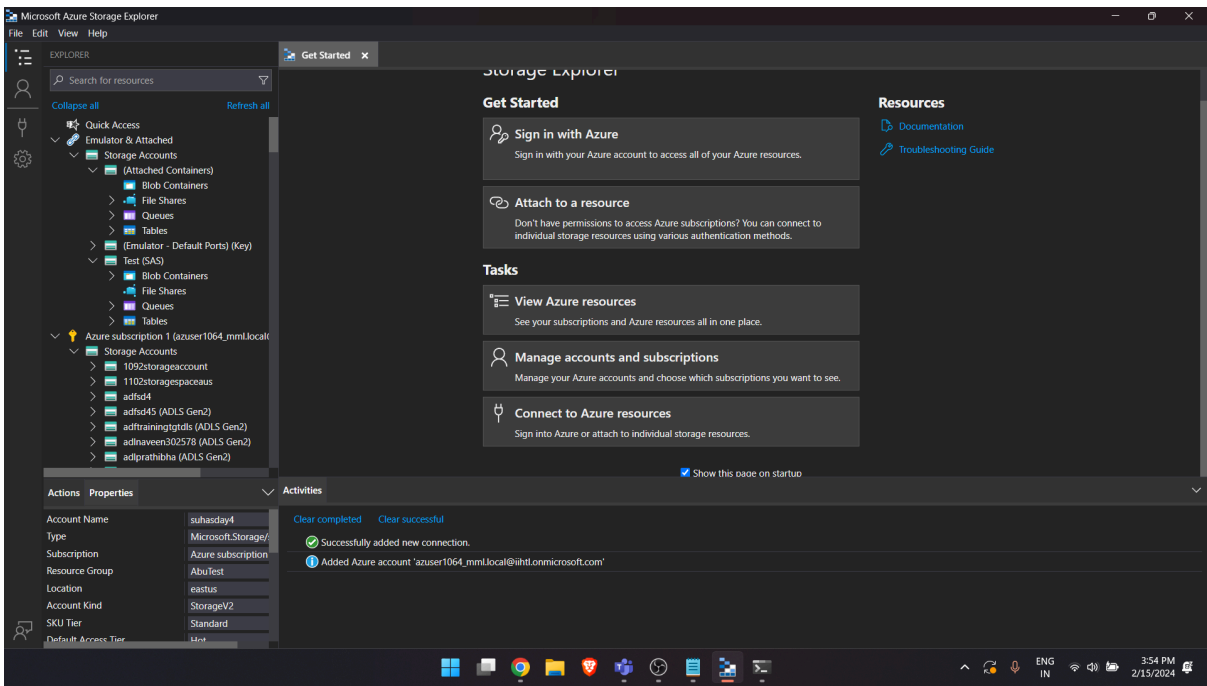 Microsoft Azure Storage Explorer
File Edit View Help
EXPLORER
Search for resources
Collapse all Refresh all
Quick Access
Emulator & Attached
Storage Accounts
(Attached Containers)
Blob Containers
File Shares
Queues
Tables
(Emulator - Default Ports) (Key)
Test (SAS)
Blob Containers
File Shares
Queues
Tables
Azure subscription 1 (azuser1064_mml.local
Storage Accounts
1092storageaccount
1102storagespaceaus
adfsd4
adfsd45 (ADLS Gen2)
adftrainingtgtdls (ADLS Gen2)
adlnaveen302578 (ADLS Gen2)
adlprathibha (ADLS Gen2)
Actions Properties
Account Name suhasday4
Type Microsoft.Storage/
Subscription Azure subscription
Resource Group AbuTest
Location eastus
Account Kind StorageV2
SKU Tier Standard
Default Access Tier Hot
Get Started
Storage Explorer
Get Started
Sign in with Azure
Sign in with your Azure account to access all of your Azure resources.
Attach to a resource
Don't have permissions to access Azure subscriptions? You can connect to
individual storage resources using various authentication methods.
Tasks
View Azure resources
See your subscriptions and Azure resources all in one place.
Manage accounts and subscriptions
Manage your Azure accounts and choose which subscriptions you want to see.
Connect to Azure resources
Sign into Azure or attach to individual storage resources.
Show this page on startup
Resources
Documentation
Troubleshooting Guide
Activities
Clear completed Clear successful
Successfully added new connection.
Added Azure account 'azuser1064_mml.local@iihtl.onmicrosoft.com'
ENG
IN
3:54 PM
2/15/2024